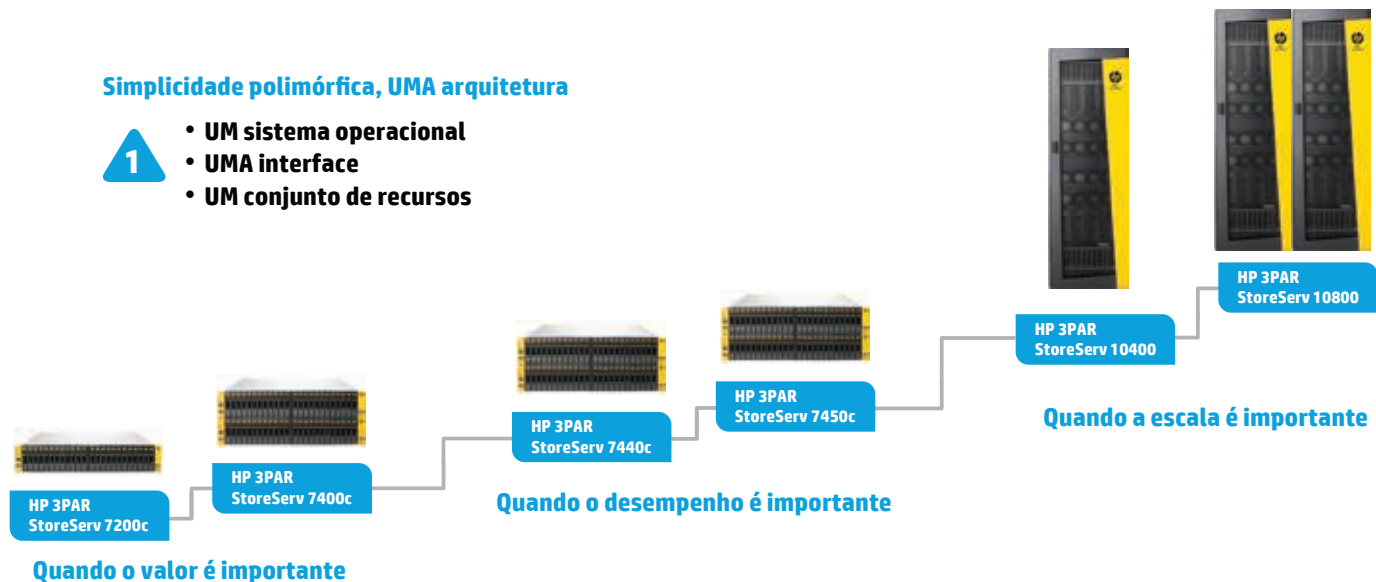 Simplicidade polimórfica, UMA arquitetura
1
• UM sistema operacional
• UMA interface
• UM conjunto de recursos
HP 3PAR
StoreServ 10800
HP 3PAR
StoreServ 10400
Quando a escala é importante
HP 3PAR
StoreServ 7450c
HP 3PAR
StoreServ 7440c
Quando o desempenho é importante
HP 3PAR
StoreServ 7400c
HP 3PAR
StoreServ 7200c
Quando o valor é importante